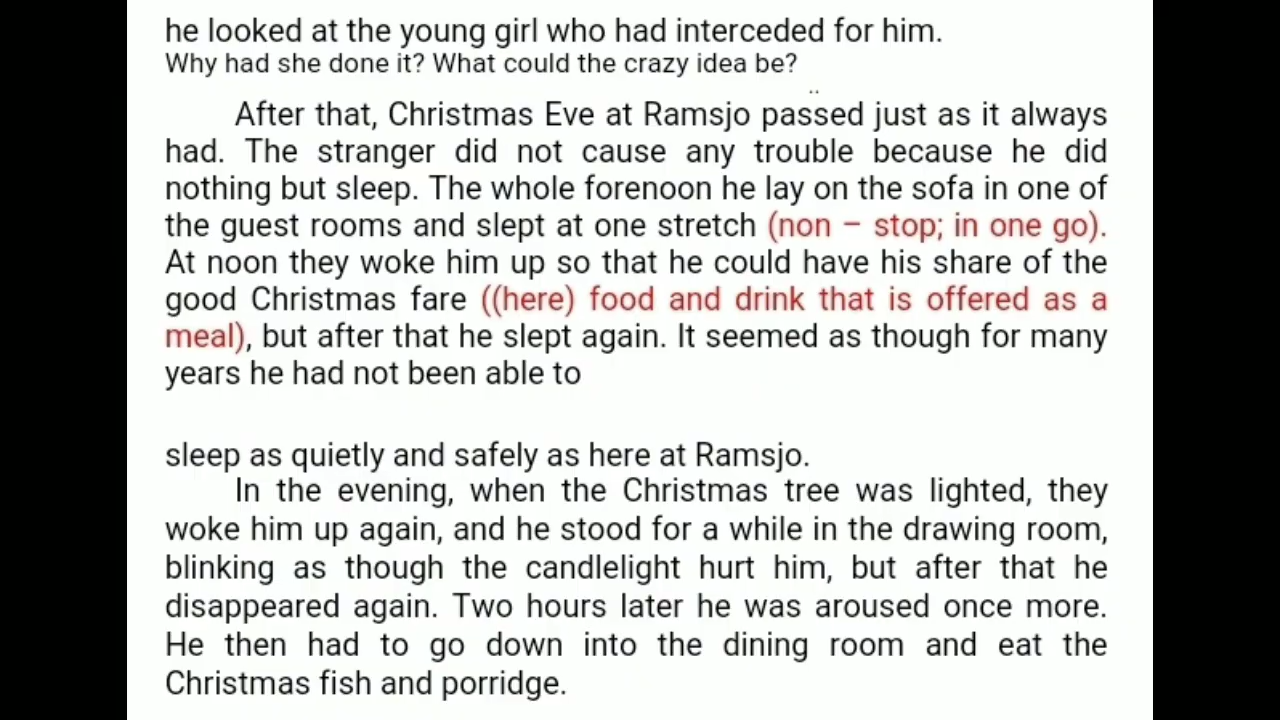 he looked at the young girl who had interceded for him.
Why had she done it? What could the crazy idea be?
..
After that, Christmas Eve at Ramsjo passed just as it always
had. The stranger did not cause any trouble because he did
nothing but sleep. The whole forenoon he lay on the sofa in one of
the guest rooms and slept at one stretch (non – stop; in one go).
At noon they woke him up so that he could have his share of the
good Christmas fare ((here) food and drink that is offered as a
meal), but after that he slept again. It seemed as though for many
years he had not been able to
sleep as quietly and safely as here at Ramsjo.
In the evening, when the Christmas tree was lighted, they
woke him up again, and he stood for a while in the drawing room,
blinking as though the candlelight hurt him, but after that he
disappeared again. Two hours later he was aroused once more.
He then had to go down into the dining room and eat the
Christmas fish and porridge.